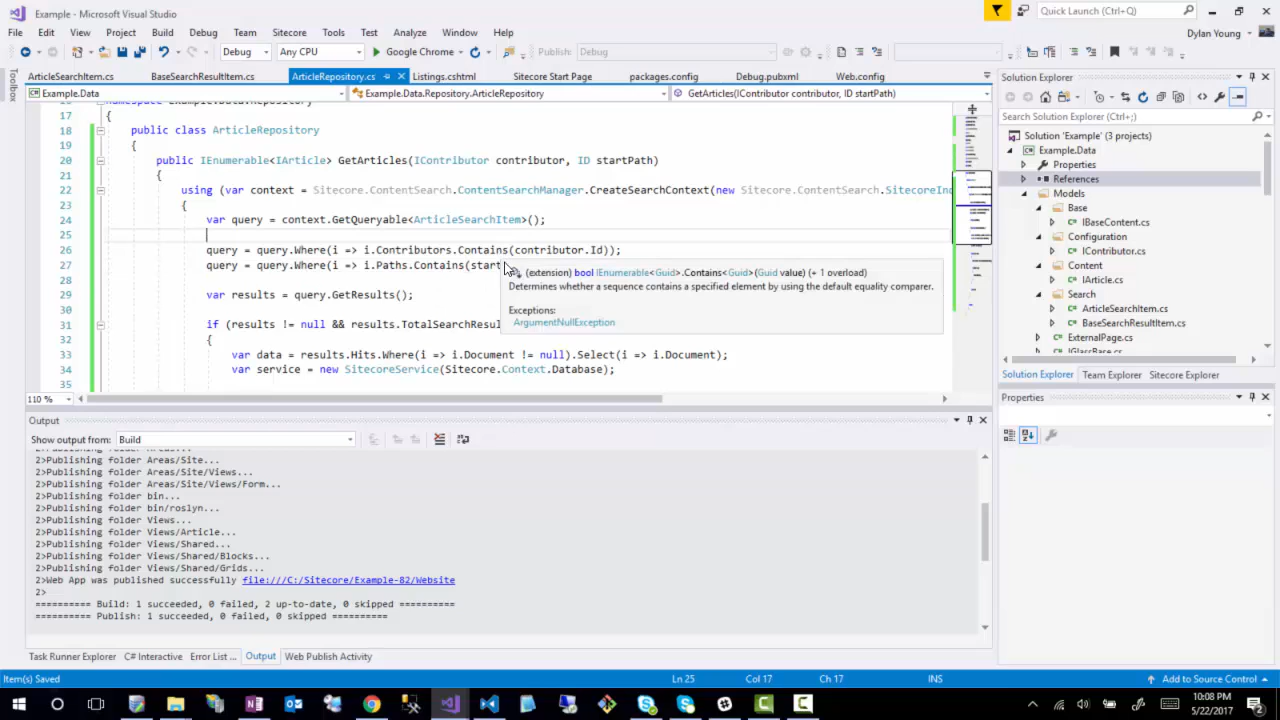 Example - Microsoft Visual Studio
Quick Launch (Ctrl+Q)
File Edit View Project Build Debug Team Sitecore Tools Test Analyze Window Help
Dylan Young
Debug Any CPU Google Chrome Publish: Debug
Toolbox
ArticleSearchItem.cs BaseSearchResultItem.cs ArticleRepository.cs Listings.cshtml Sitecore Start Page packages.config Debug.pubxml Web.config
Example.Data Example.Data.Repository.ArticleRepository GetArticles(IContributor contributor, ID startPath)
16 namespace Example.Data.Repository
17 {
18 public class ArticleRepository
19 {
20 public IEnumerable<IArticle> GetArticles(IContributor contributor, ID startPath)
21 {
22 using (var context = Sitecore.ContentSearch.ContentSearchManager.CreateSearchContext(new Sitecore.ContentSearch.SitecoreInd
23 {
24 var query = context.GetQueryable<ArticleSearchItem>();
25
26 query = query.Where(i => i.Contributors.Contains(contributor.Id));
27 query = query.Where(i => i.Paths.Contains(start
(extension) bool IEnumerable<Guid>.Contains<Guid>(Guid value) (+ 1 overload)
Determines whether a sequence contains a specified element by using the default equality comparer.
Exceptions:
ArgumentNullException
28
29 var results = query.GetResults();
30
31 if (results != null && results.TotalSearchResu
32 {
33 var data = results.Hits.Where(i => i.Document != null).Select(i => i.Document);
34 var service = new SitecoreService(Sitecore.Context.Database);
35
110 %
Output
Show output from: Build
2>Publishing folder Areas...
2>Publishing folder Areas/Site...
2>Publishing folder Areas/Site/Views...
2>Publishing folder Areas/Site/Views/Form...
2>Publishing folder bin...
2>Publishing folder bin/roslyn...
2>Publishing folder Views...
2>Publishing folder Views/Article...
2>Publishing folder Views/Shared...
2>Publishing folder Views/Shared/Blocks...
2>Publishing folder Views/Shared/Grids...
2>Web App was published successfully file:///C:/Sitecore/Example-82/Website
2>
========== Build: 1 succeeded, 0 failed, 2 up-to-date, 0 skipped ==========
========== Publish: 1 succeeded, 0 failed, 0 skipped ==========
Task Runner Explorer C# Interactive Error List ... Output Web Publish Activity
Solution Explorer
Search Solution Explorer (Ctrl+;)
Solution 'Example' (3 projects)
Example.Data
Properties
References
Models
Base
IBaseContent.cs
Configuration
IContributor.cs
Content
IArticle.cs
Search
ArticleSearchItem.cs
BaseSearchResultItem.cs
ExternalPage.cs
IGlassBase.cs
Solution Explorer Team Explorer Sitecore Explorer
Properties
Item(s) Saved Ln 25 Col 17 Ch 17 INS Add to Source Control
10:08 PM
5/22/2017